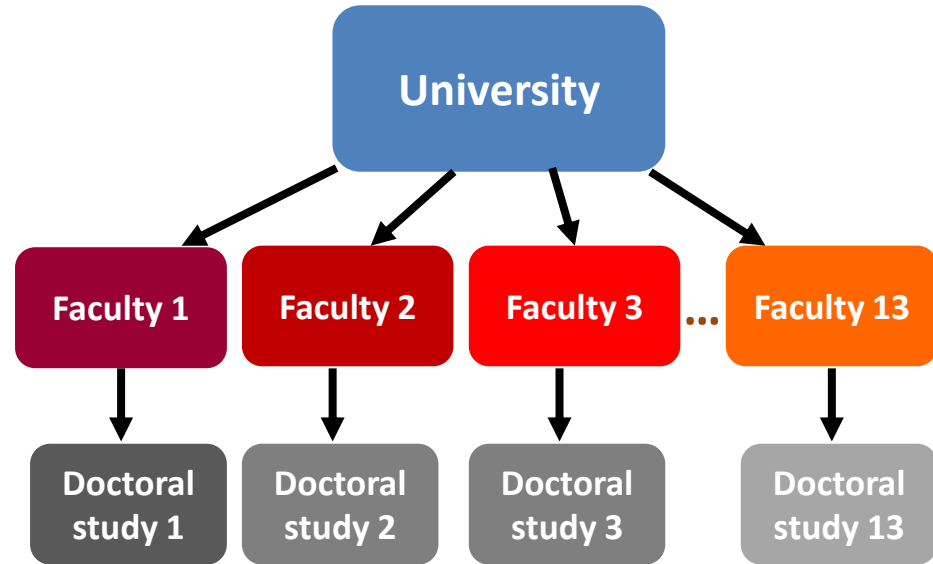 University
Faculty 1
Faculty 2
Faculty 3
...
Faculty 13
Doctoral
study 1
Doctoral
study 2
Doctoral
study 3
Doctoral
study 13